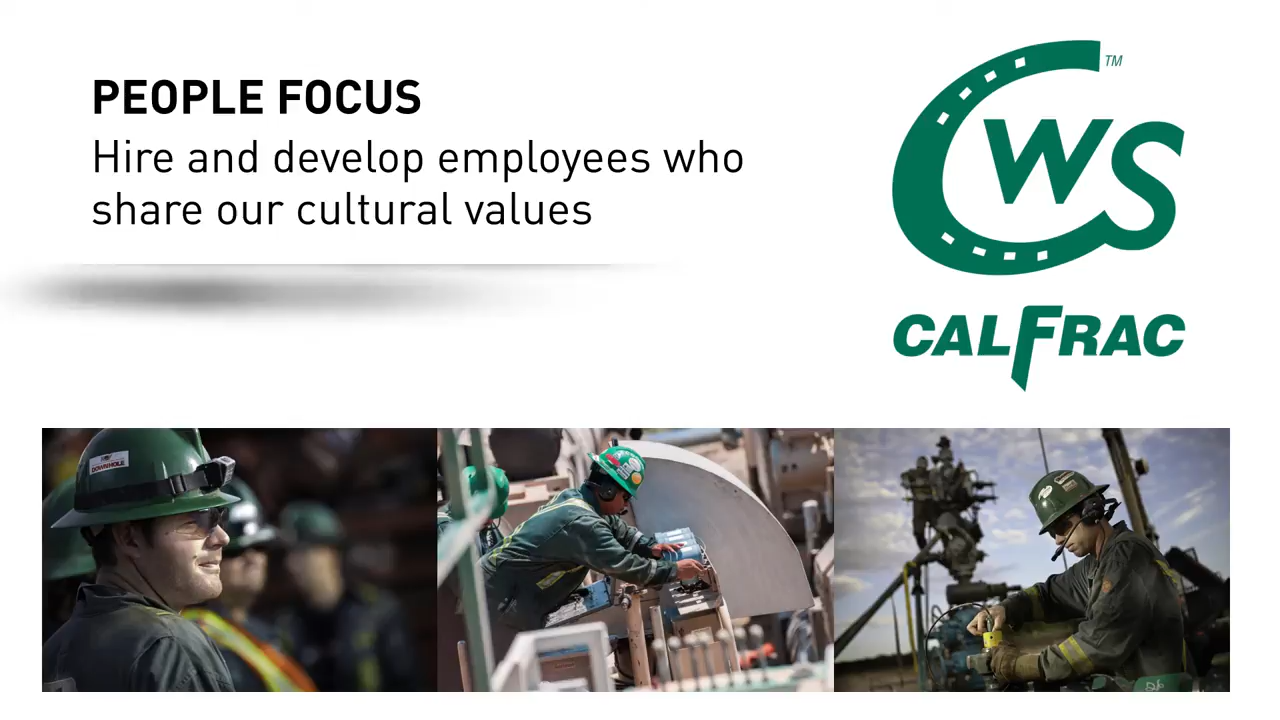 PEOPLE FOCUS
Hire and develop employees who
share our cultural values
TM
CWS
CALFRAC
DOWNHOLE